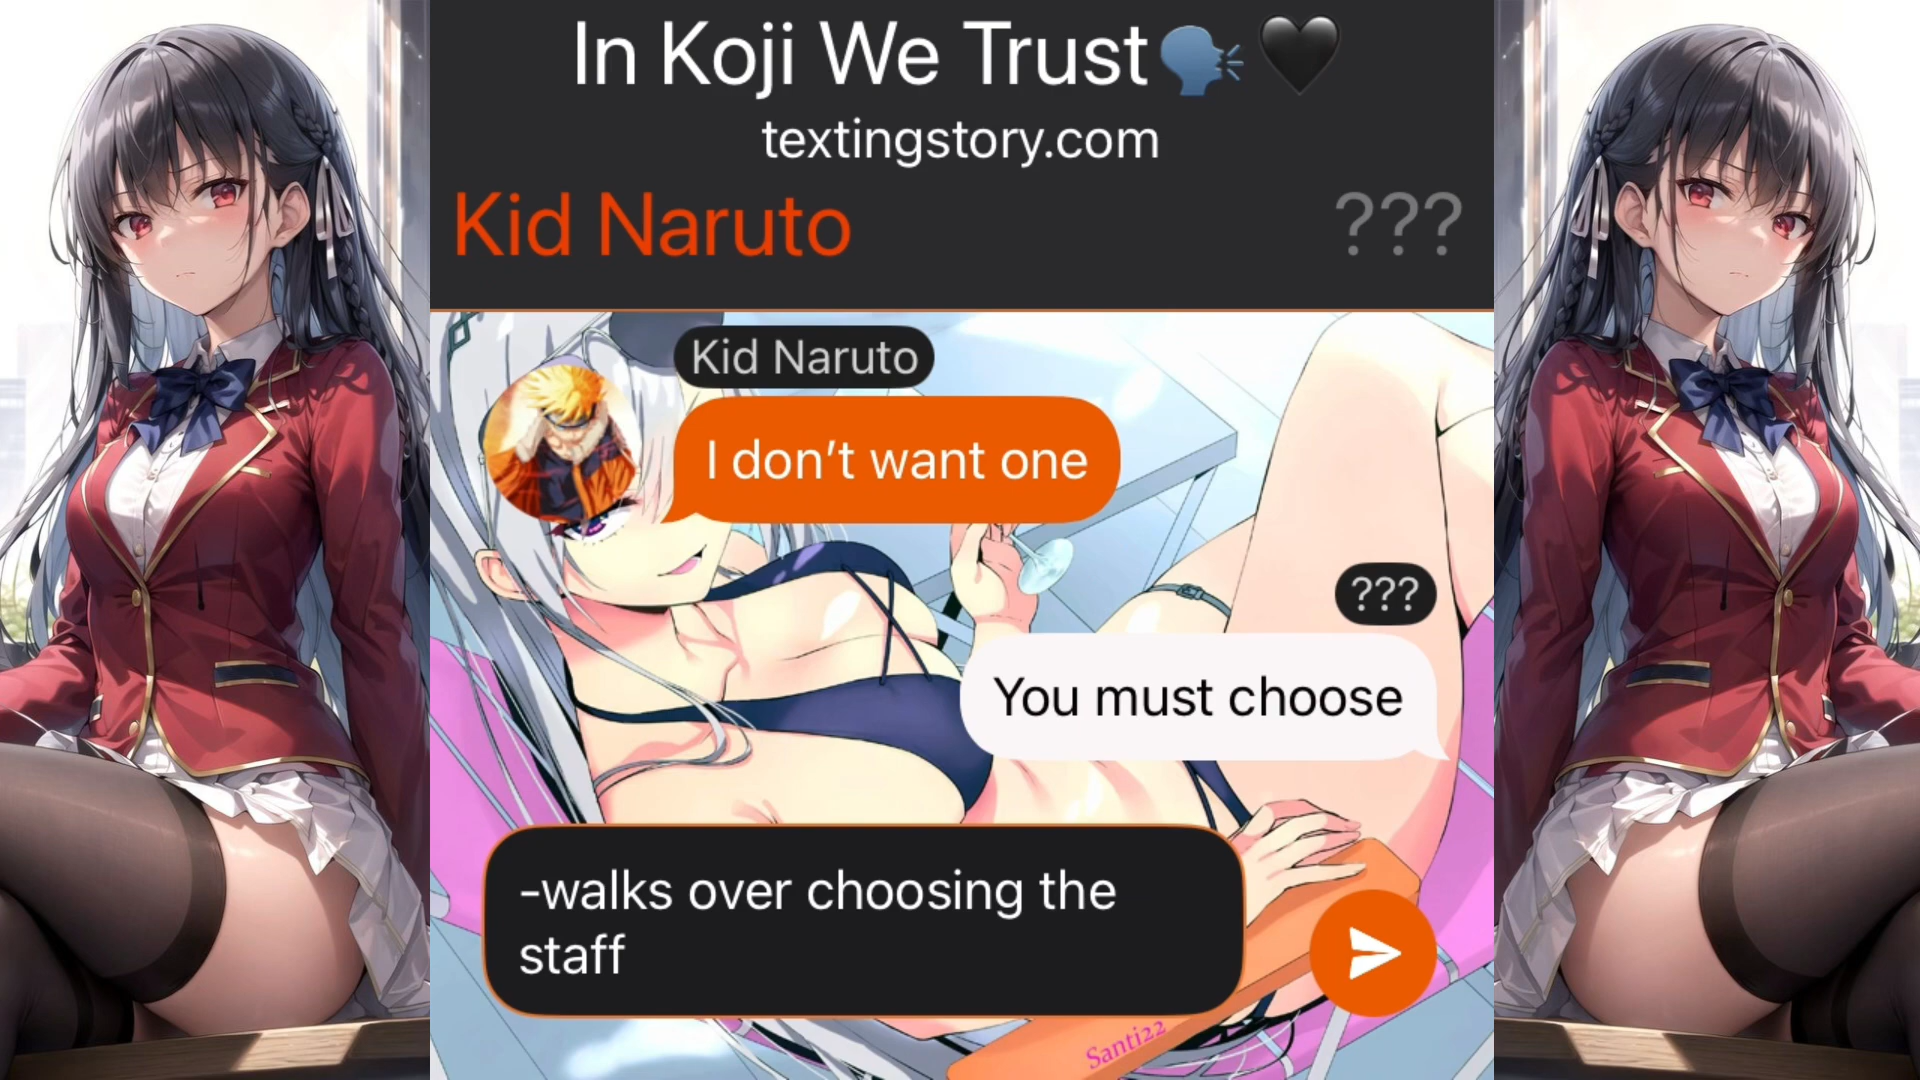 In Koji We Trust🗣️🖤
textingstory.com
Kid Naruto
???
Kid Naruto
I don’t want one
???
You must choose
-walks over choosing the
staff
Santi22